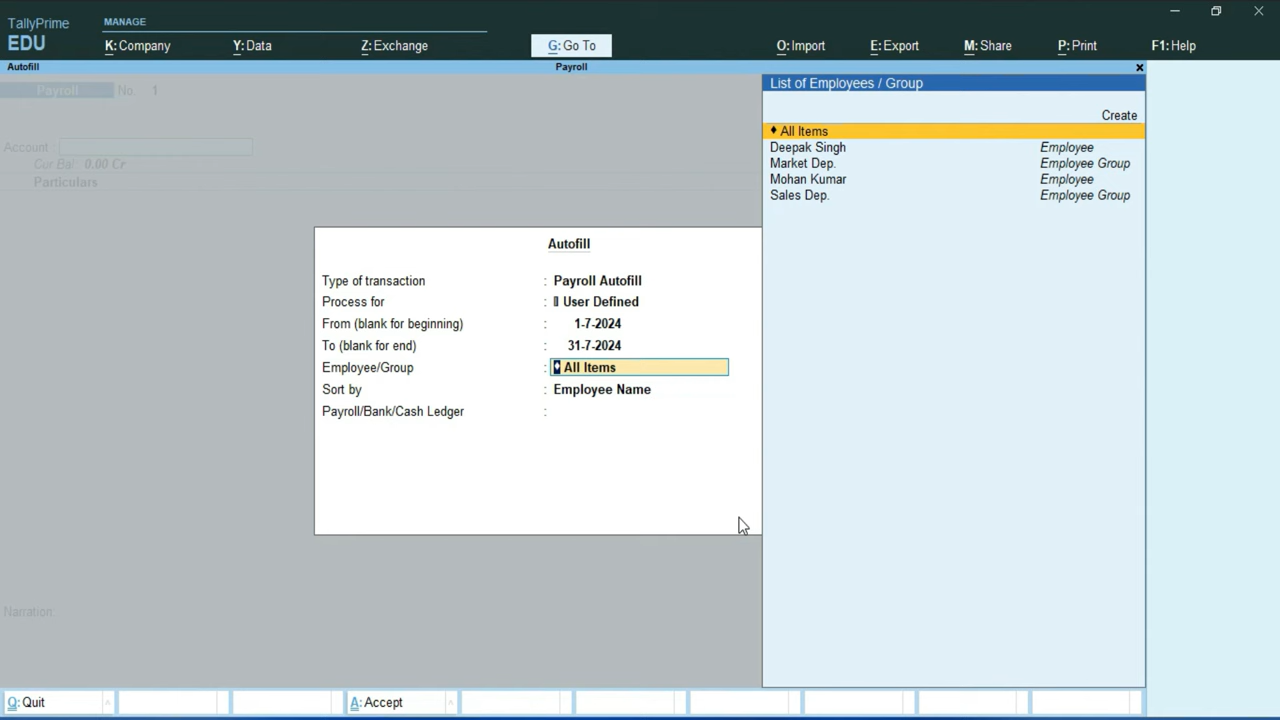 TallyPrime
EDU
MANAGE
K: Company
Y: Data
Z: Exchange
G: Go To
O: Import
E: Export
M: Share
P: Print
F1: Help
Autofill
Payroll
Payroll No. 1
Account :
Cur Bal: 0.00 Cr
Particulars
Autofill
Type of transaction : Payroll Autofill
Process for : User Defined
From (blank for beginning) : 1-7-2024
To (blank for end) : 31-7-2024
Employee/Group : ♦ All Items
Sort by : Employee Name
Payroll/Bank/Cash Ledger :
List of Employees / Group
Create
♦ All Items
Deepak Singh Employee
Market Dep. Employee Group
Mohan Kumar Employee
Sales Dep. Employee Group
Narration:
Q: Quit
A: Accept